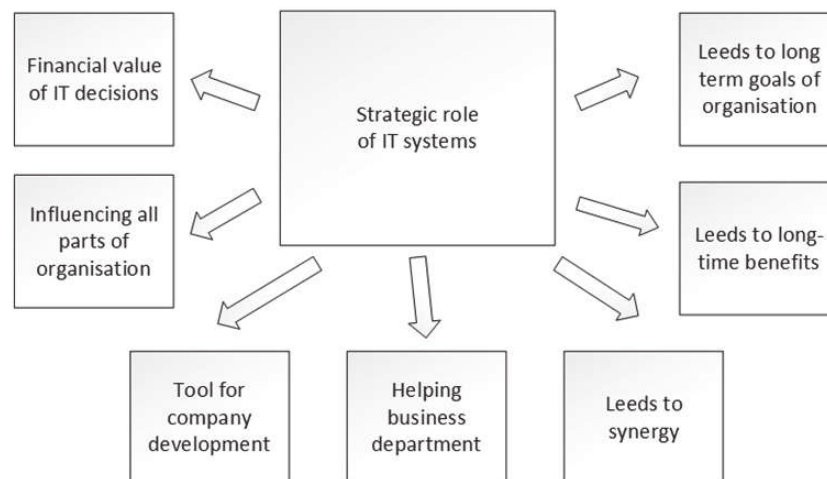 Financial value
of IT decisions
Strategic role
of IT systems
Leeds to long
term goals of
organisation
Influencing all
parts of
organisation
Leeds to long-
time benefits
Tool for
company
development
Helping
business
department
Leeds to
synergy